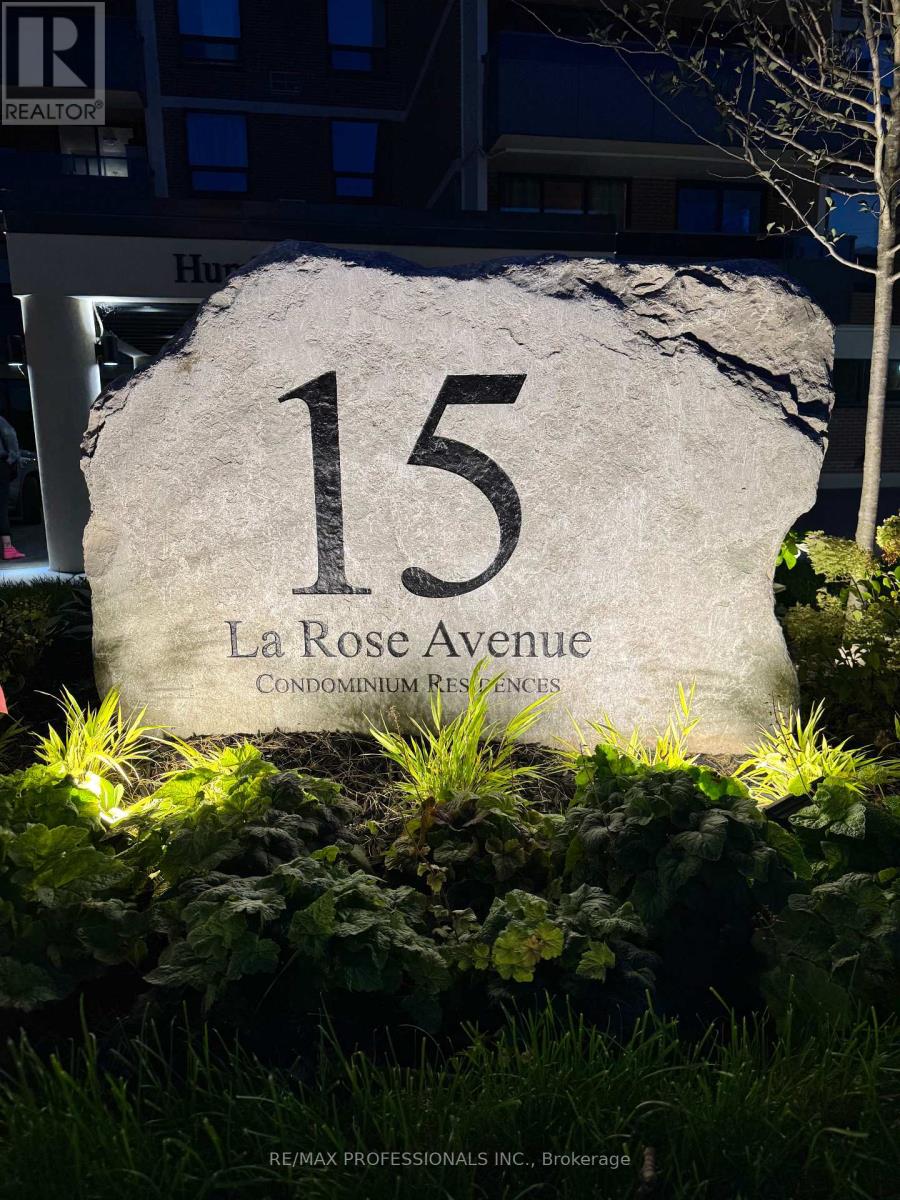 REALTOR®
15
La Rose Avenue
CONDOMINIUM RESIDENCES
RE/MAX PROFESSIONALS INC., Brokerage